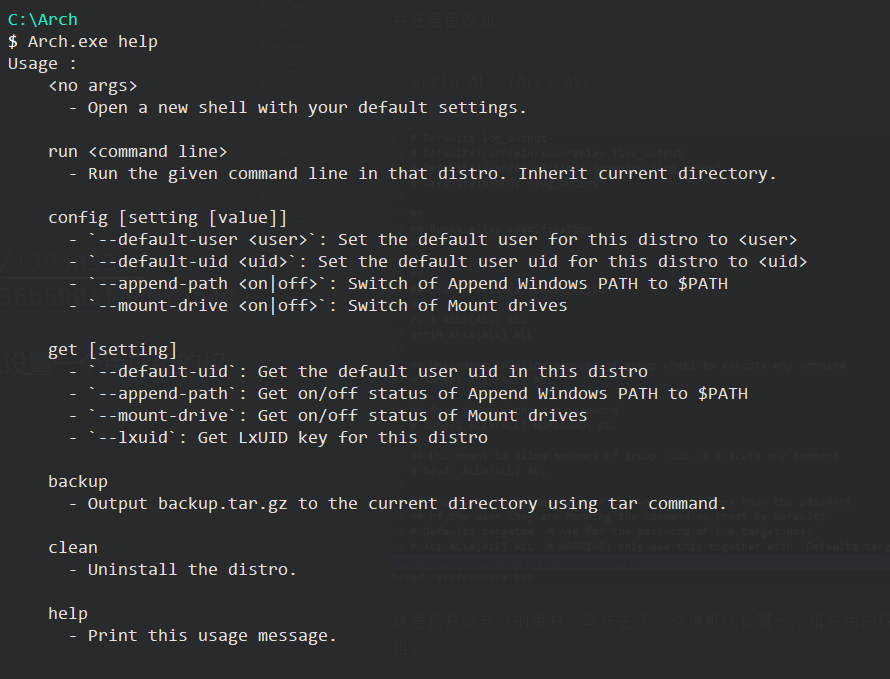 C:\Arch
$ Arch.exe help
Usage :
    <no args>
      - Open a new shell with your default settings.

    run <command line>
      - Run the given command line in that distro. Inherit current directory.

    config [setting [value]]
      - `--default-user <user>`: Set the default user for this distro to <user>
      - `--default-uid <uid>`: Set the default user uid for this distro to <uid>
      - `--append-path <on|off>`: Switch of Append Windows PATH to $PATH
      - `--mount-drive <on|off>`: Switch of Mount drives

    get [setting]
      - `--default-uid`: Get the default user uid in this distro
      - `--append-path`: Get on/off status of Append Windows PATH to $PATH
      - `--mount-drive`: Get on/off status of Mount drives
      - `--lxuid`: Get LxUID key for this distro

    backup
      - Output backup.tar.gz to the current directory using tar command.

    clean
      - Uninstall the distro.

    help
      - Print this usage message.